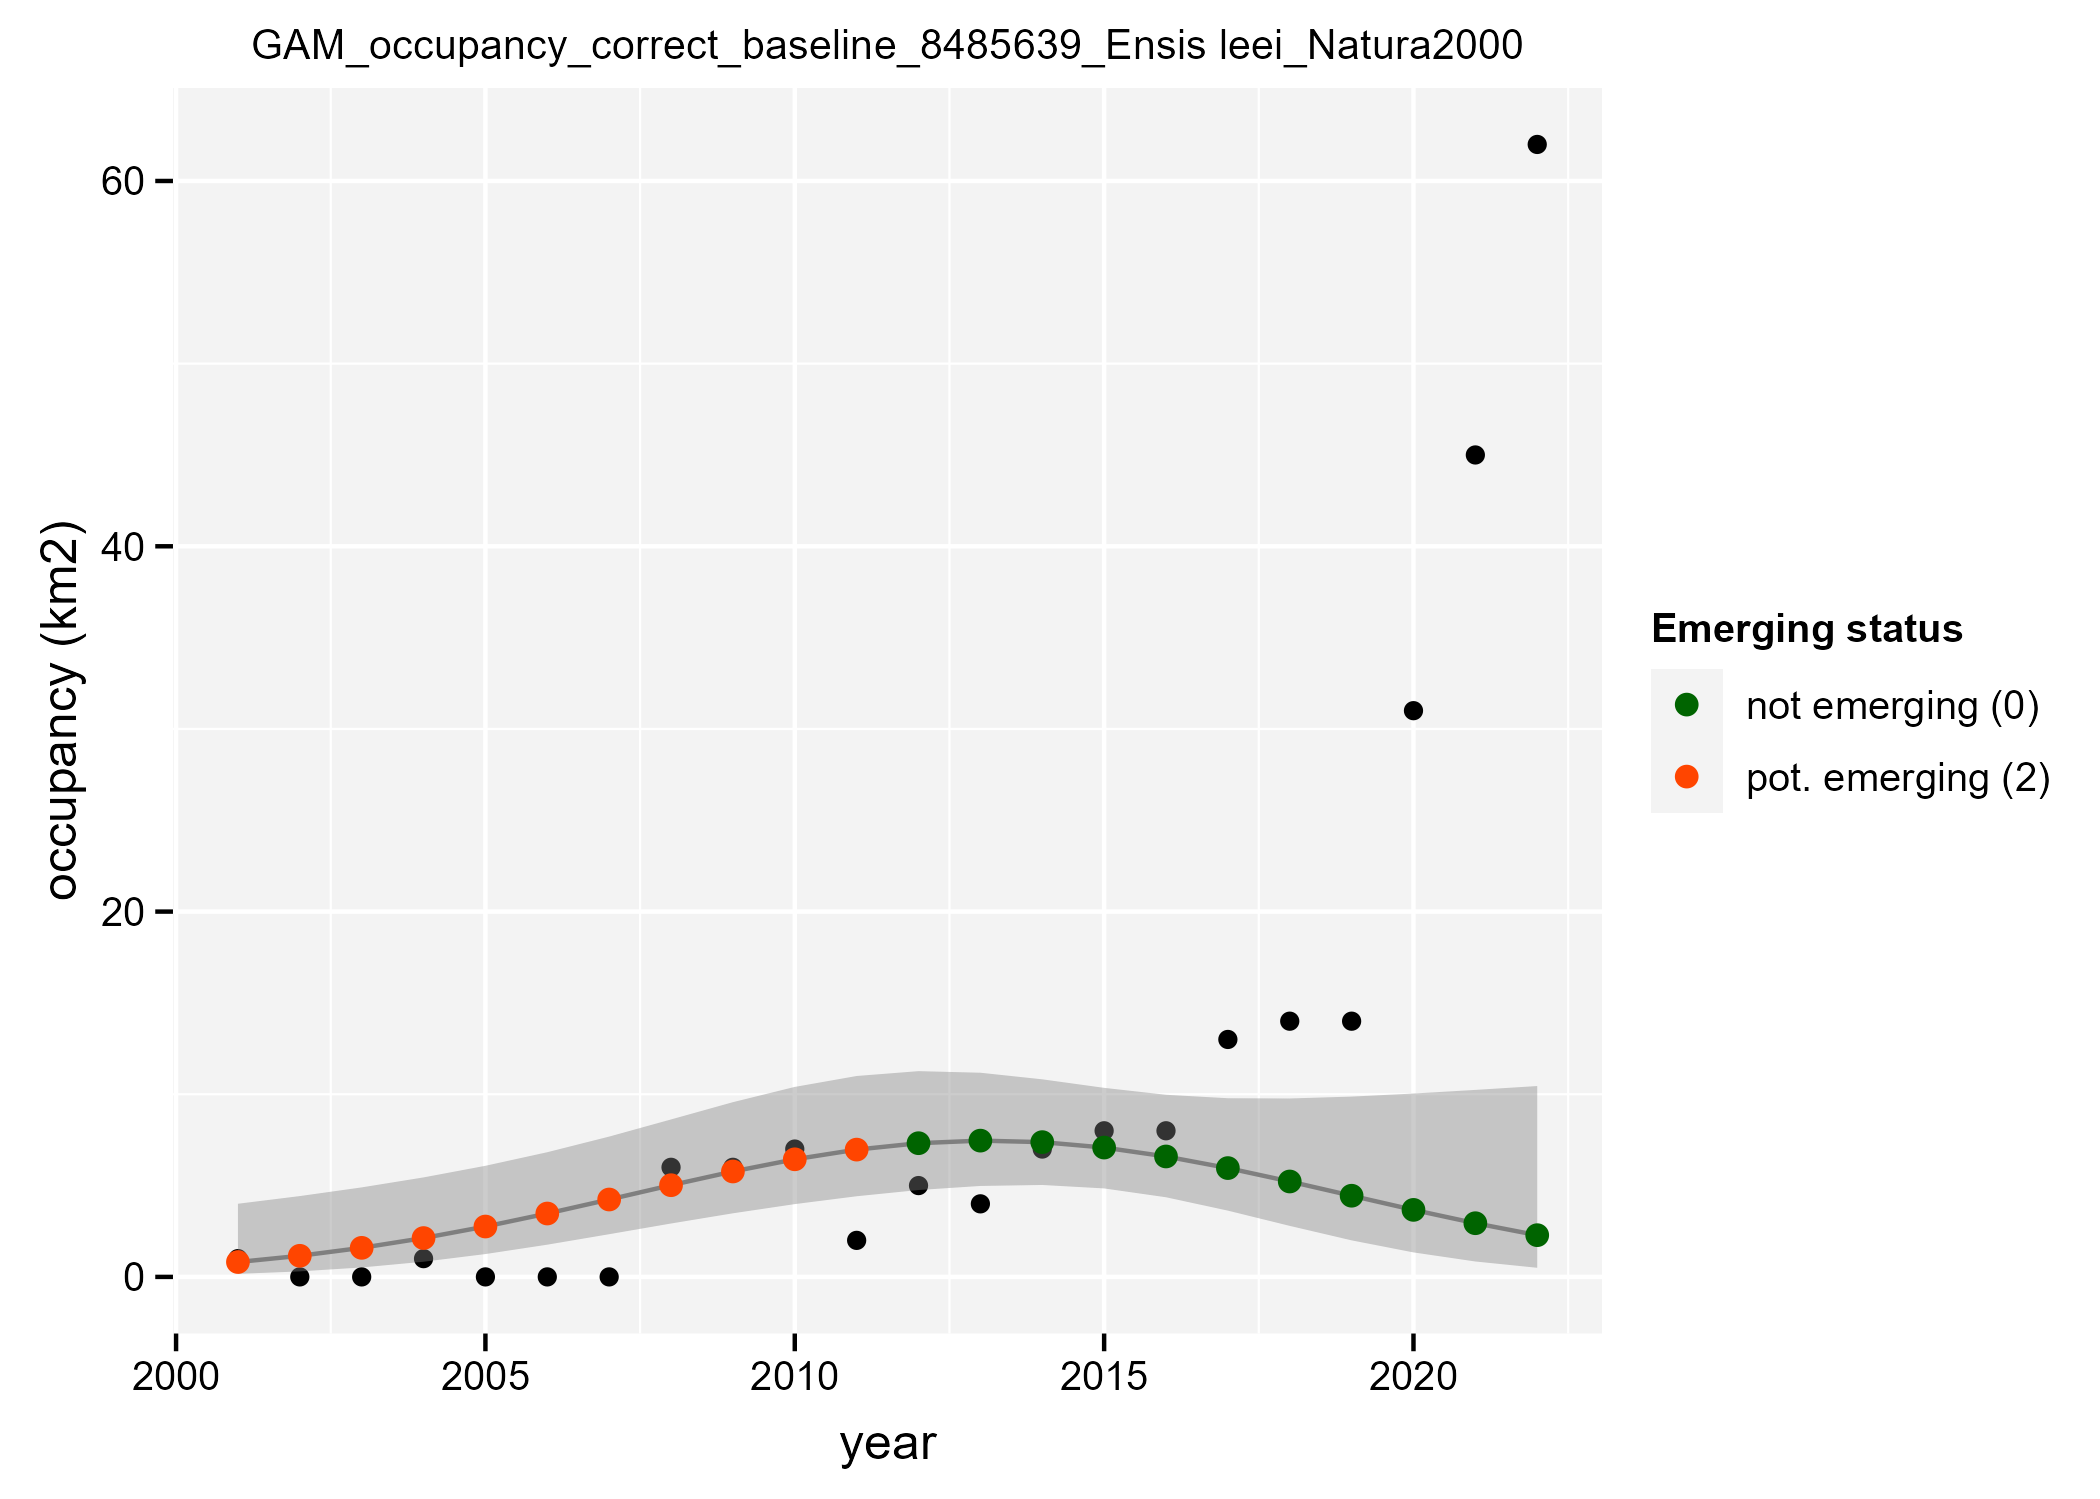 GAM_occupancy_correct_baseline_8485639_Ensis leei_Natura2000
60
40
20
0
occupancy (km2)
2000 2005 2010 2015 2020
year
Emerging status
not emerging (0)
pot. emerging (2)